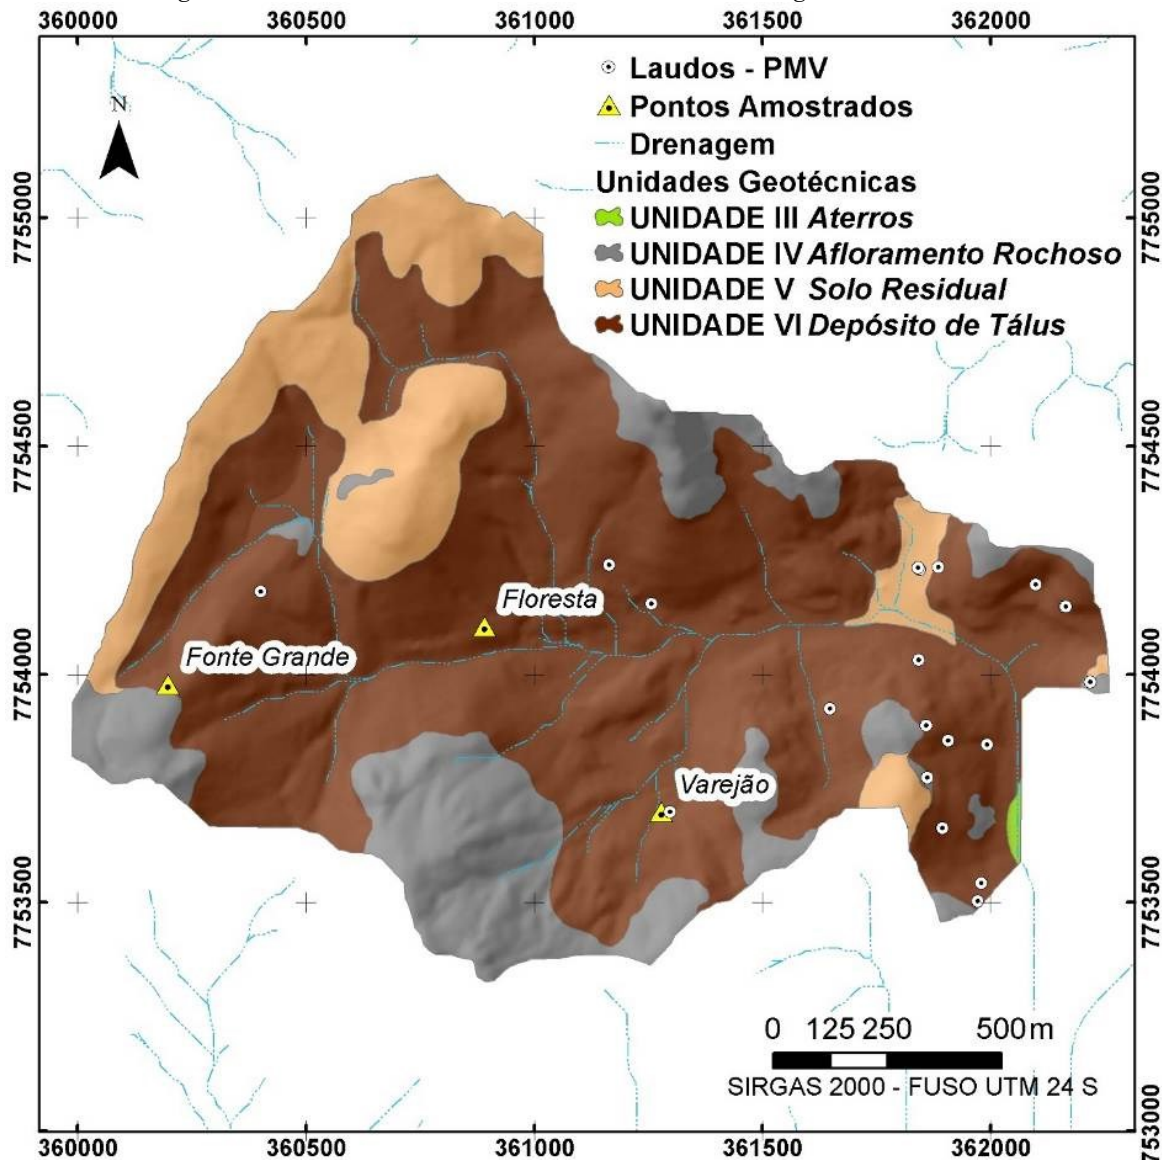 360000 360500 361000 361500 362000
Laudos - PMV
Pontos Amostrados
Drenagem
Unidades Geotécnicas
UNIDADE III Aterros
UNIDADE IV Afloramento Rochoso
UNIDADE V Solo Residual
UNIDADE VI Depósito de Tálus
N
7755000
7755000
7754500
7754500
Floresta
Fonte Grande
7754000
7754000
Varejão
7753500
7753500
0 125 250 500 m
SIRGAS 2000 - FUSO UTM 24 S
7753000
7753000
360000 360500 361000 361500 362000